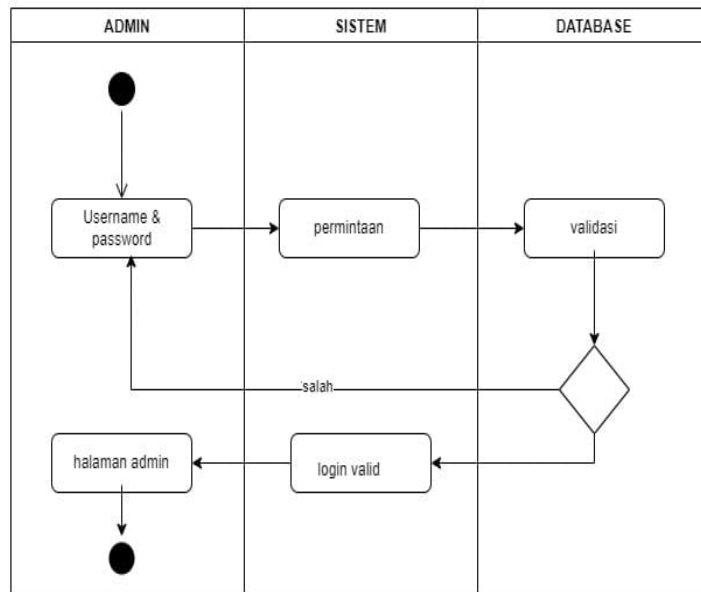 ADMIN
SISTEM
DATABASE
Username &
password
permintaan
validasi
salah
halaman admin
login valid